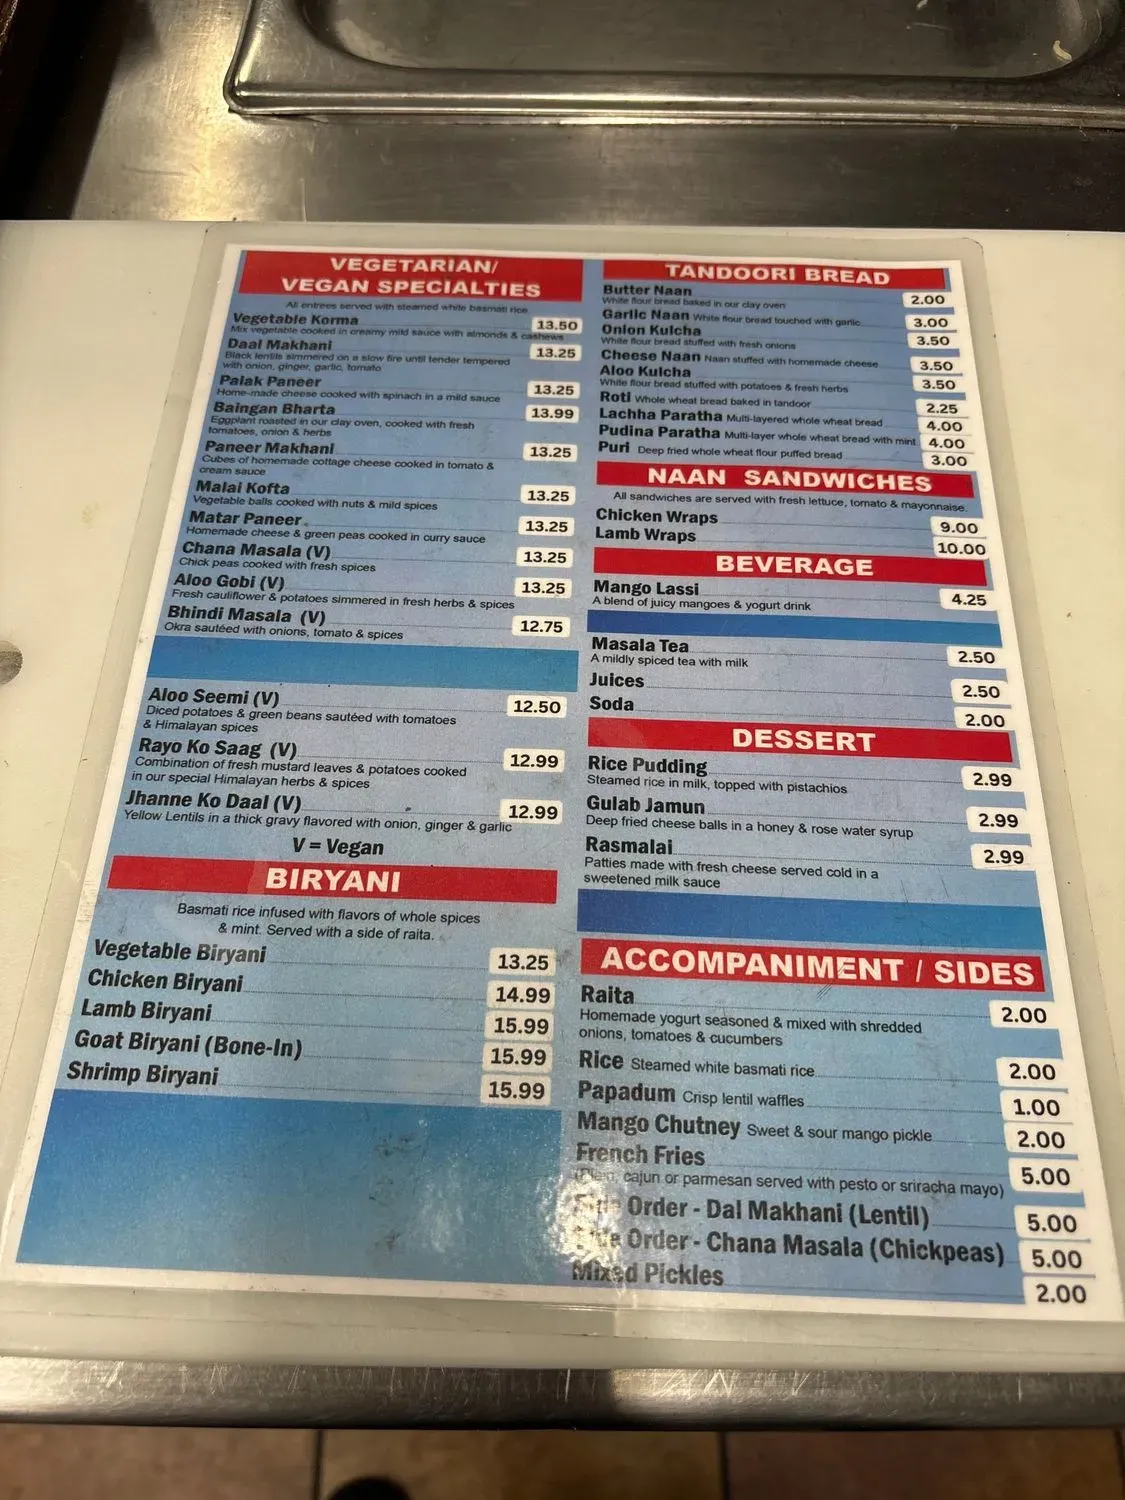 VEGETARIAN/
VEGAN SPECIALTIES
All entrees served with steamed white basmati rice
Vegetable Korma 13.50
Mix vegetable cooked in creamy mild sauce with almonds & cashews
Daal Makhani 13.25
Black lentils simmered on a slow fire until tender tempered
with onion, ginger, garlic, tomato
Palak Paneer 13.25
Home-made cheese cooked with spinach in a mild sauce
Baingan Bharta 13.99
Eggplant roasted in our clay oven, cooked with fresh
tomatoes, onion & herbs
Paneer Makhani 13.25
Cubes of homemade cottage cheese cooked in tomato &
cream sauce
Malai Kofta 13.25
Vegetable balls cooked with nuts & mild spices
Matar Paneer 13.25
Homemade cheese & green peas cooked in curry sauce
Chana Masala (V) 13.25
Chick peas cooked with fresh spices
Aloo Gobi (V) 13.25
Fresh cauliflower & potatoes simmered in fresh herbs & spices
Bhindi Masala (V) 12.75
Okra sautéed with onions, tomato & spices
Aloo Seemi (V) 12.50
Diced potatoes & green beans sautéed with tomatoes
& Himalayan spices
Rayo Ko Saag (V) 12.99
Combination of fresh mustard leaves & potatoes cooked
in our special Himalayan herbs & spices
Jhanne Ko Daal (V) 12.99
Yellow Lentils in a thick gravy flavored with onion, ginger & garlic
V = Vegan
BIRYANI
Basmati rice infused with flavors of whole spices
& mint. Served with a side of raita.
Vegetable Biryani 13.25
Chicken Biryani 14.99
Lamb Biryani 15.99
Goat Biryani (Bone-In) 15.99
Shrimp Biryani 15.99
TANDOORI BREAD
Butter Naan 2.00
White flour bread baked in our clay oven
Garlic Naan White flour bread touched with garlic 3.00
Onion Kulcha 3.50
White flour bread stuffed with fresh onions
Cheese Naan Naan stuffed with homemade cheese 3.50
Aloo Kulcha 3.50
White flour bread stuffed with potatoes & fresh herbs
Roti Whole wheat bread baked in tandoor 2.25
Lachha Paratha Multi-layered whole wheat bread 4.00
Pudina Paratha Multi-layer whole wheat bread with mint 4.00
Puri Deep fried whole wheat flour puffed bread 3.00
NAAN SANDWICHES
All sandwiches are served with fresh lettuce, tomato & mayonnaise.
Chicken Wraps 9.00
Lamb Wraps 10.00
BEVERAGE
Mango Lassi 4.25
A blend of juicy mangoes & yogurt drink
Masala Tea 2.50
A mildly spiced tea with milk
Juices 2.50
Soda 2.00
DESSERT
Rice Pudding 2.99
Steamed rice in milk, topped with pistachios
Gulab Jamun 2.99
Deep fried cheese balls in a honey & rose water syrup
Rasmalai 2.99
Patties made with fresh cheese served cold in a
sweetened milk sauce
ACCOMPANIMENT / SIDES
Raita 2.00
Homemade yogurt seasoned & mixed with shredded
onions, tomatoes & cucumbers
Rice Steamed white basmati rice 2.00
Papadum Crisp lentil waffles 1.00
Mango Chutney Sweet & sour mango pickle 2.00
French Fries 5.00
cajun or parmesan served with pesto or sriracha mayo)
Order - Dal Makhani (Lentil) 5.00
Order - Chana Masala (Chickpeas) 5.00
Mixed Pickles 2.00